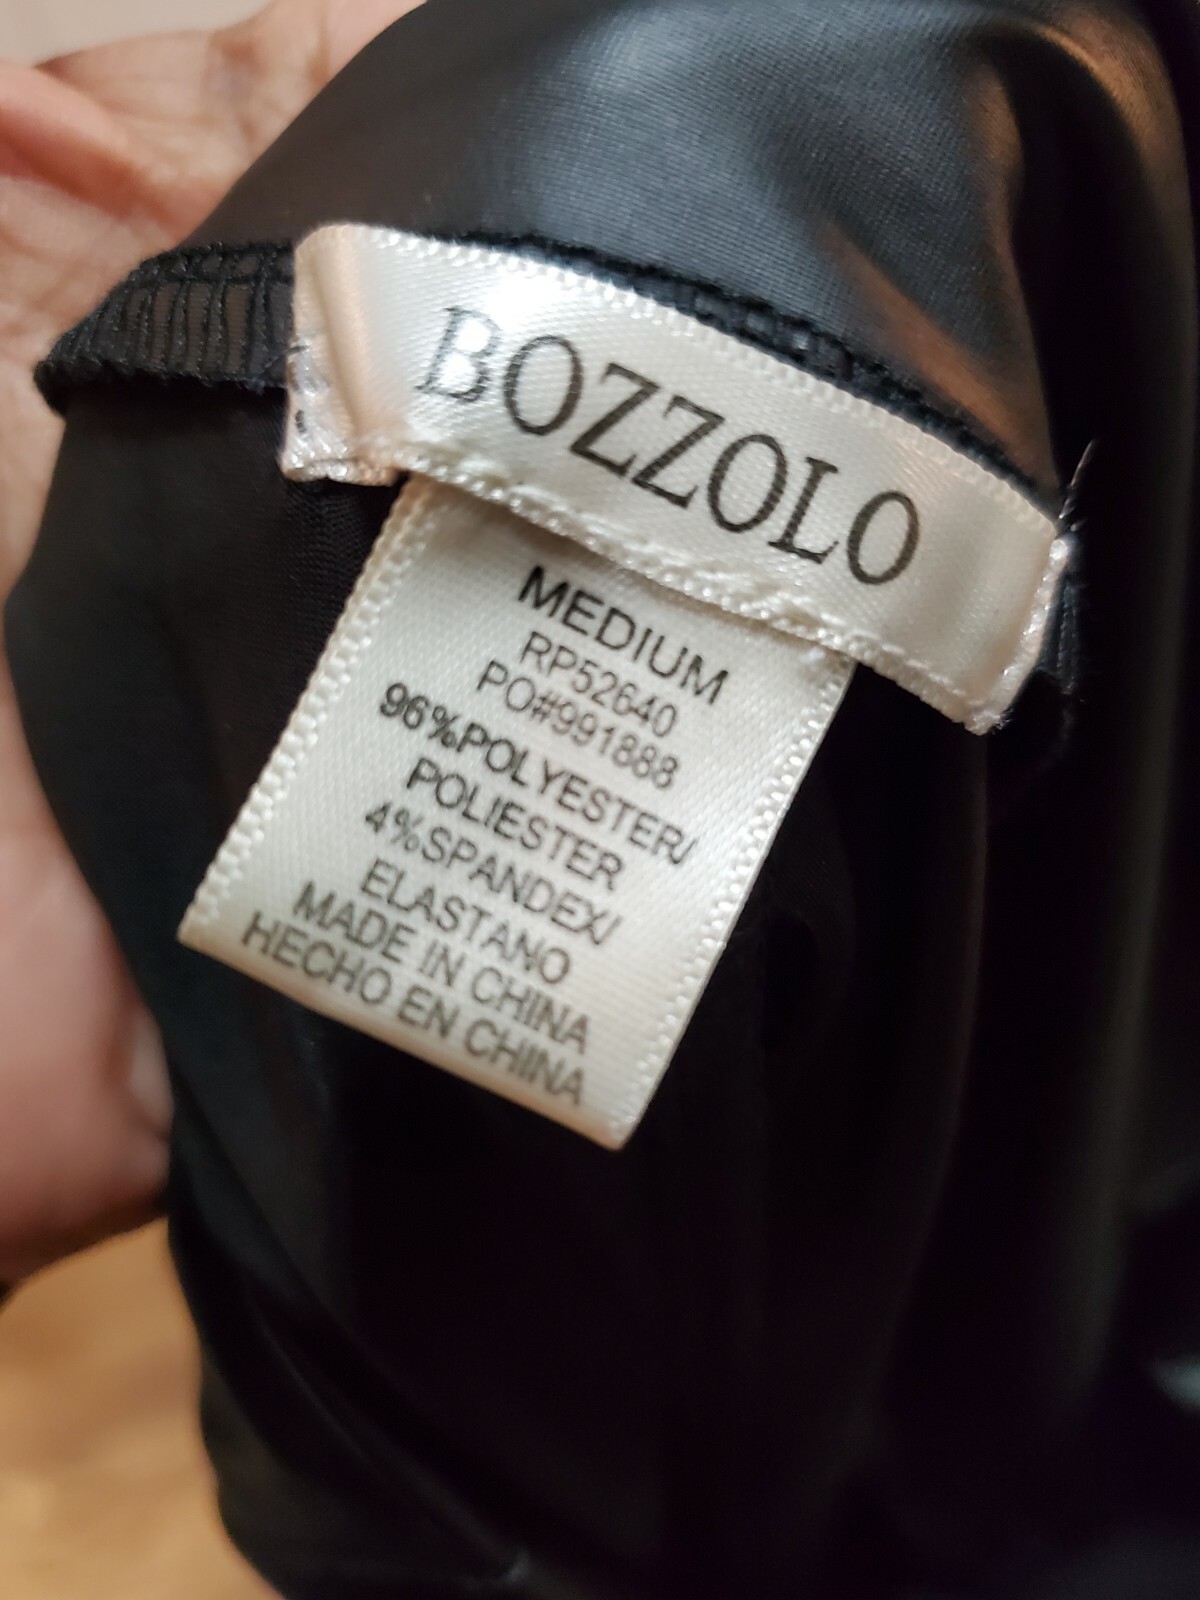 BOZZOLO
MEDIUM
RP52640
PO#991888
96%POLYESTER/
POLIESTER
4%SPANDEX/
ELASTANO
MADE IN CHINA
HECHO EN CHINA